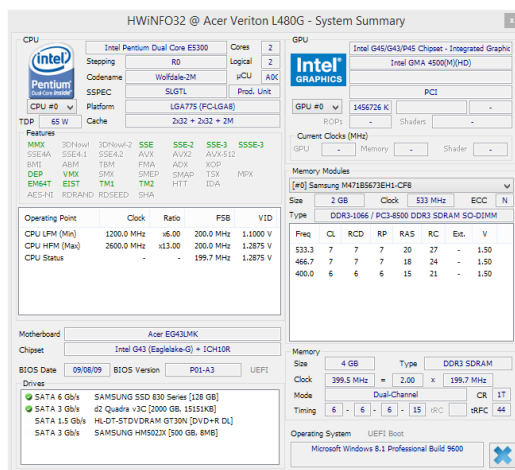 HWiNFO32 @ Acer Veriton L480G - System Summary
x
CPU
Intel Pentium Dual Core E5300 Cores 2
Stepping R0 Logical 2
Codename Wolfdale-2M µCU A0C
SSPEC SLGTL Prod. Unit
CPU #0 Platform LGA775 (FC-LGA8)
TDP 65 W Cache 2x32 + 2x32 + 2M
intel
Pentium
Dual-Core inside
Features
MMX 3DNow! 3DNow!-2 SSE SSE-2 SSE-3 SSSE-3
SSE4A SSE4.1 SSE4.2 AVX AVX2 AVX-512
BMI ABM TBM FMA ADX XOP
DEP VMX SMX SMEP SMAP TSX MPX
EM64T EIST TM1 TM2 HTT IDA
AES-NI RDRAND RDSEED SHA
Operating Point Clock Ratio FSB VID
CPU LFM (Min) 1200.0 MHz x6.00 200.0 MHz 1.1000 V
CPU HFM (Max) 2600.0 MHz x13.00 200.0 MHz 1.2875 V
CPU Status - - 199.7 MHz 1.2875 V
Motherboard Acer EG43LMK
Chipset Intel G43 (Eaglelake-G) + ICH10R
BIOS Date 09/08/09 BIOS Version P01-A3 UEFI
Drives
SATA 6 Gb/s SAMSUNG SSD 830 Series [128 GB]
SATA 3 Gb/s d2 Quadra v3C [2000 GB, 15151KB]
SATA 1.5 Gb/s HL-DT-STDVDRAM GT30N [DVD+R DL]
SATA 3 Gb/s SAMSUNG HM502JX [500 GB, 8MB]
GPU
Intel G45/G43/P45 Chipset - Integrated Graphic
Intel GMA 4500(M)(HD)
Intel®
GRAPHICS
PCI
GPU #0 1456726 K -
ROPs - Shaders -
Current Clocks (MHz)
GPU - Memory - Shader -
Memory Modules
[#0] Samsung M471B5673EH1-CF8
Size 2 GB Clock 533 MHz ECC N
Type DDR3-1066 / PC3-8500 DDR3 SDRAM SO-DIMM
Freq CL RCD RP RAS RC Ext. V
533.3 7 7 7 20 27 - 1.50
466.7 7 7 7 18 24 - 1.50
400.0 6 6 6 15 21 - 1.50
Memory
Size 4 GB Type DDR3 SDRAM
Clock 399.5 MHz = 2.00 x 199.7 MHz
Mode Dual-Channel CR 1T
Timing 6 - 6 - 6 - 15 tRC tRFC 44
Operating System UEFI Boot
Microsoft Windows 8.1 Professional Build 9600